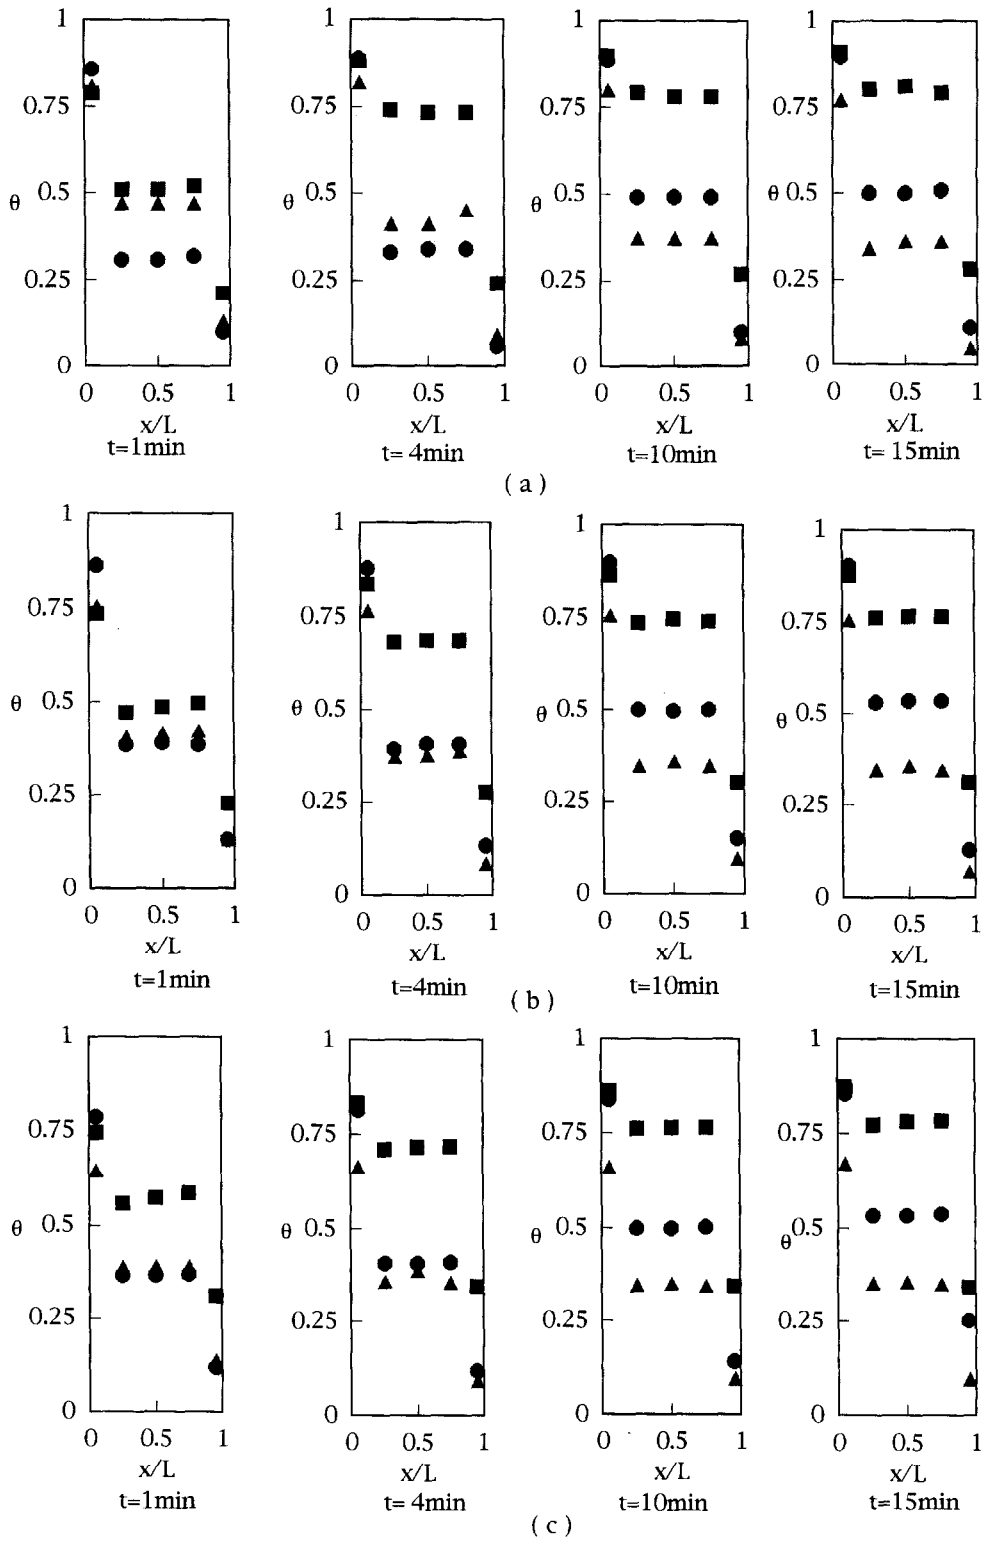 1 1 1 1
0.75 0.75 0.75 0.75
θ 0.5 θ 0.5 θ 0.5 θ 0.5
0.25 0.25 0.25 0.25
0 0 0 0
0 0.5 1 0 0.5 1 0 0.5 1 0 0.5 1
x/L x/L x/L x/L
t=1min t= 4min t=10min t= 15min
( a )
1 1 1 1
0.75 0.75 0.75 0.75
θ 0.5 θ 0.5 θ 0.5 θ 0.5
0.25 0.25 0.25 0.25
0 0 0 0
0 0.5 1 0 0.5 1 0 0.5 1 0 0.5 1
x/L x/L x/L x/L
t=1min t=4min t=10min t=15min
( b )
1 1 1 1
0.75 0.75 0.75 0.75
θ 0.5 θ 0.5 θ 0.5 θ 0.5
0.25 0.25 0.25 0.25
0 0 0 0
0 0.5 1 0 0.5 1 0 0.5 1 0 0.5 1
x/L x/L x/L x/L
t=1min t= 4min t=10min t=15min
( c )